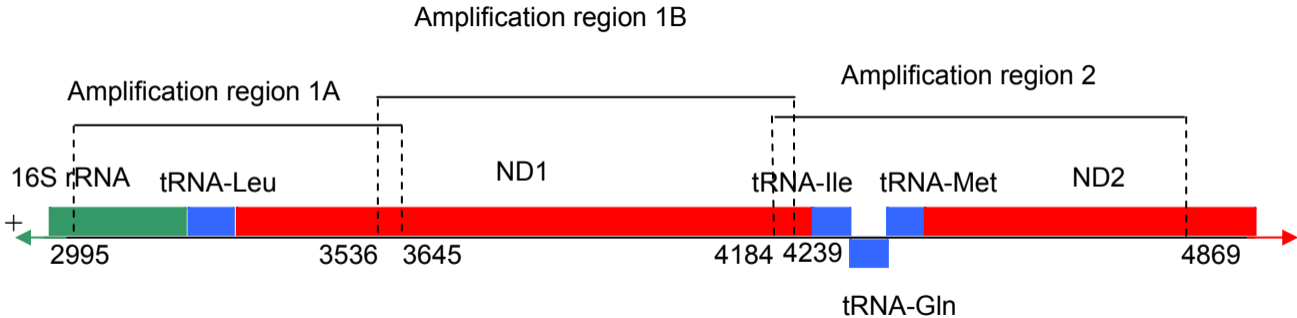 Amplification region 1B
Amplification region 1A
Amplification region 2
16S rRNA
tRNA-Leu
ND1
tRNA-Ile
tRNA-Met
ND2
+
2995
3536
3645
4184
4239
4869
tRNA-Gln